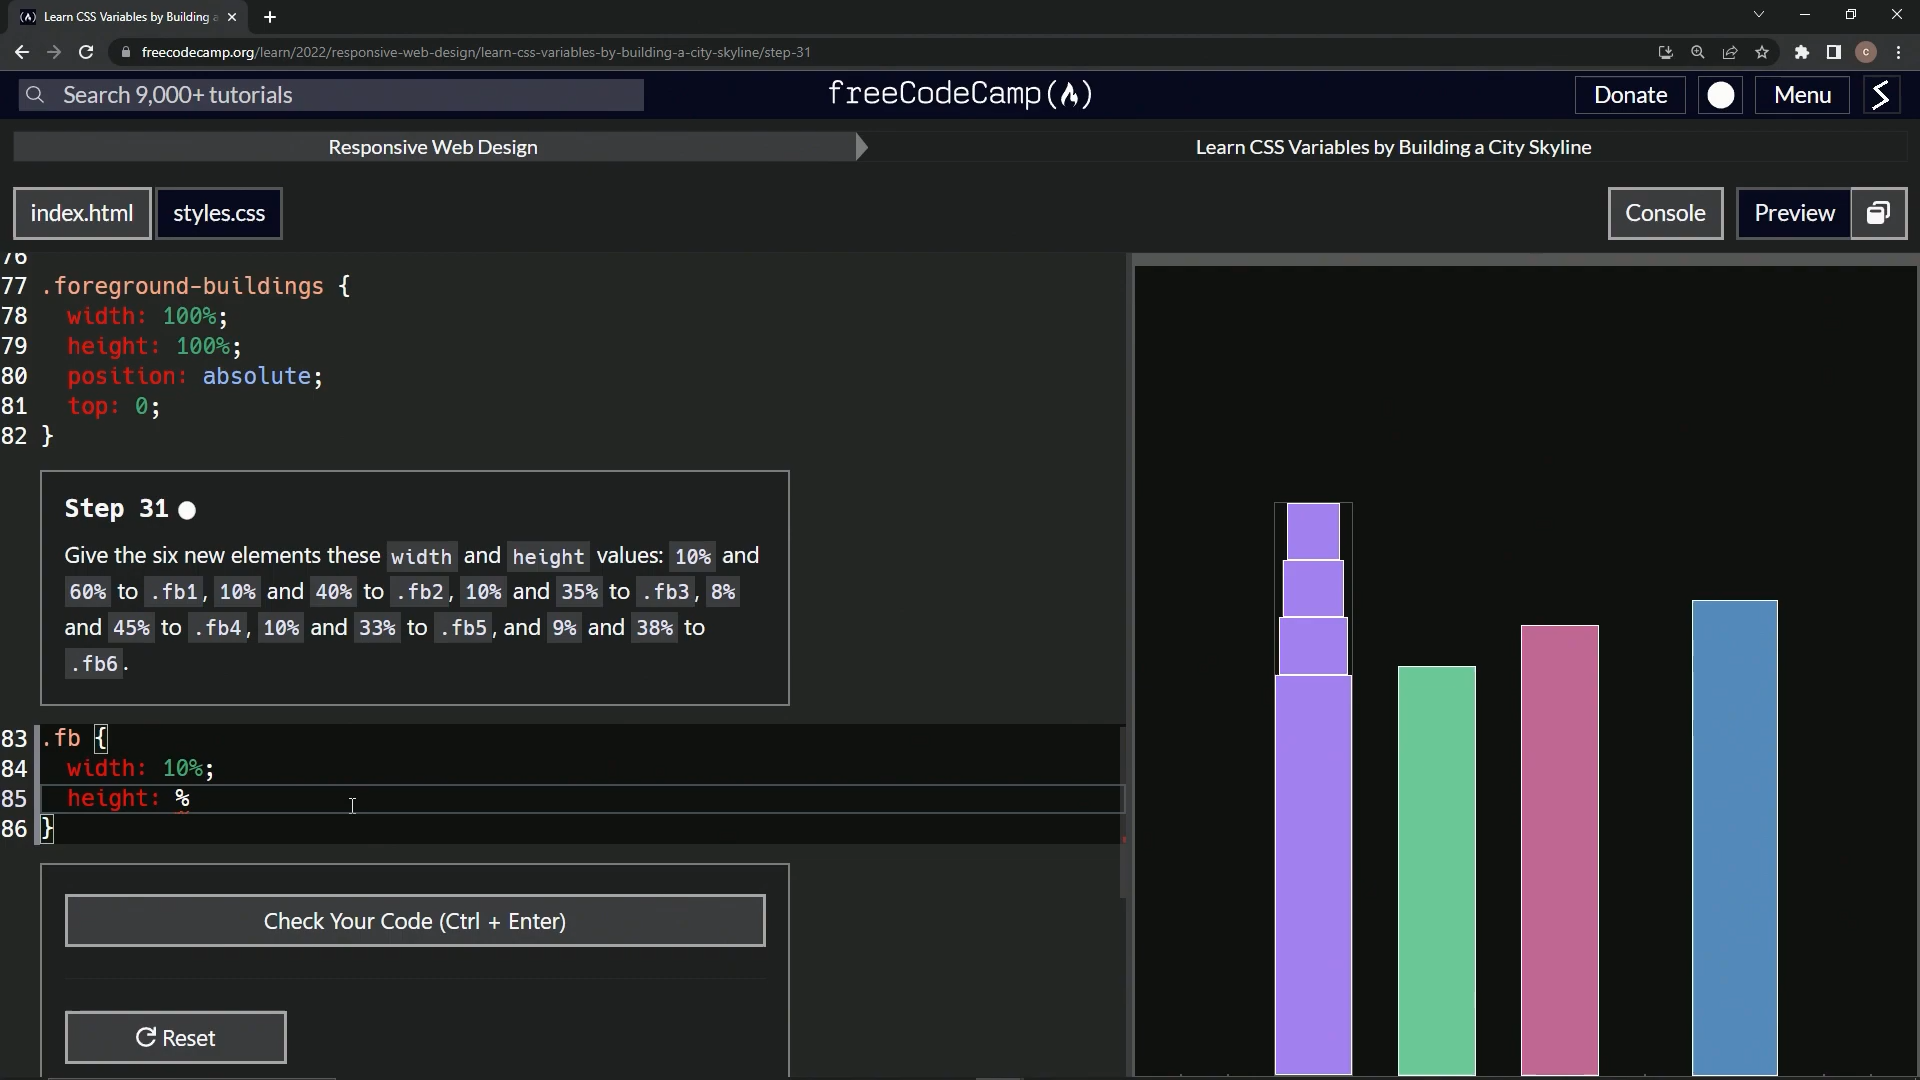 Learn CSS Variables by Building a
freecodecamp.org/learn/2022/responsive-web-design/learn-css-variables-by-building-a-city-skyline/step-31
C
Search 9,000+ tutorials
freeCodeCamp
Donate
Menu
Responsive Web Design
Learn CSS Variables by Building a City Skyline
index.html
styles.css
Console
Preview
76
77 .foreground-buildings {
78 width: 100%;
79 height: 100%;
80 position: absolute;
81 top: 0;
82 }
Step 31
Give the six new elements these width and height values: 10% and
60% to .fb1, 10% and 40% to .fb2, 10% and 35% to .fb3, 8%
and 45% to .fb4, 10% and 33% to .fb5, and 9% and 38% to
.fb6.
83 .fb {
84 width: 10%;
85 height: %
86 }
Check Your Code (Ctrl + Enter)
Reset